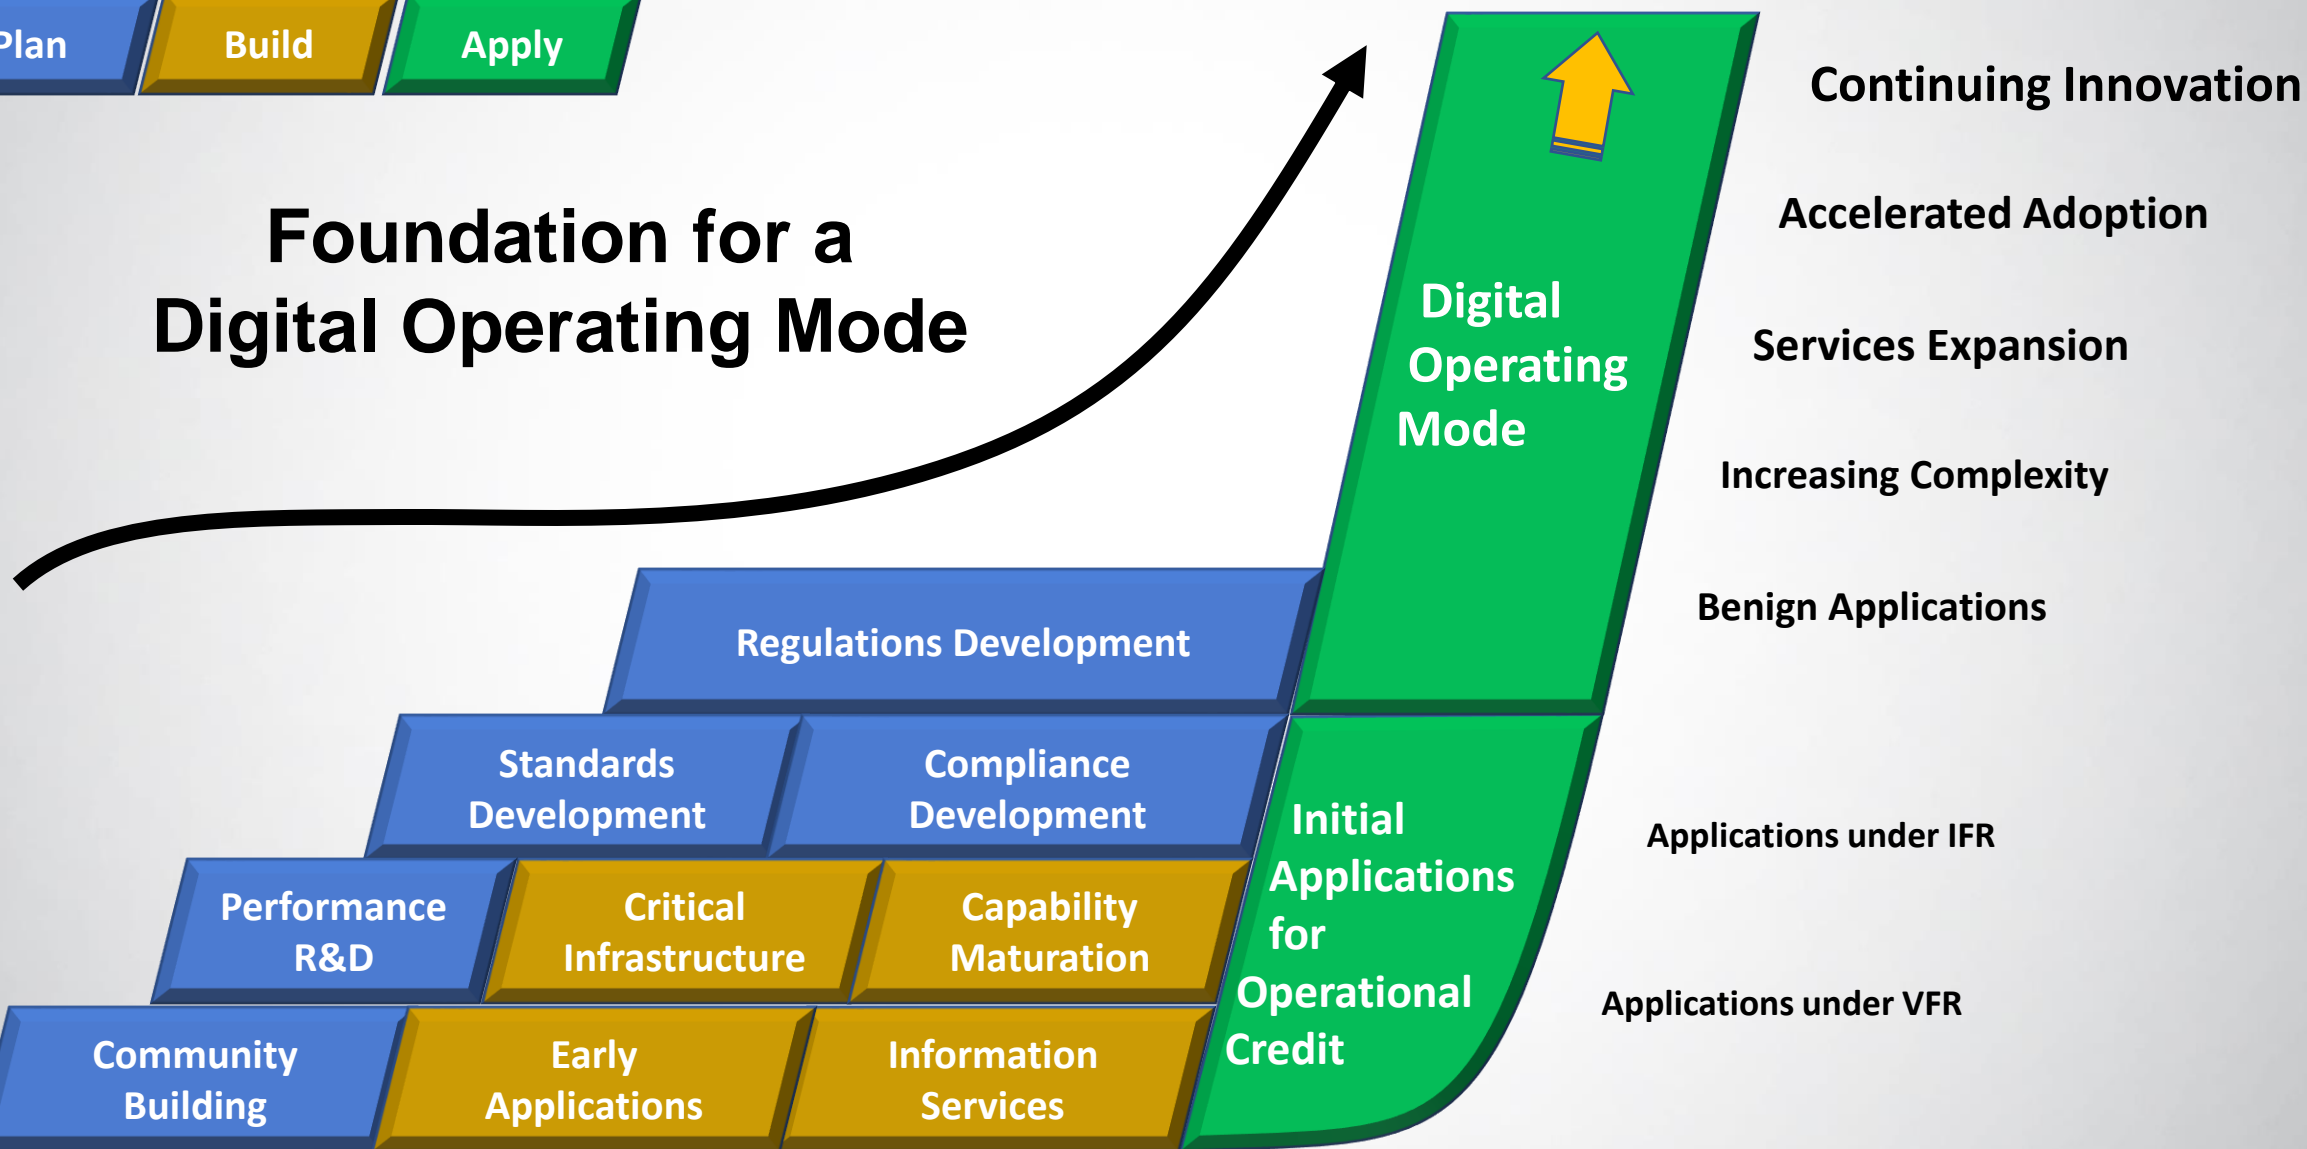 Plan
Build
Apply
Foundation for a
Digital Operating Mode
Digital
Operating
Mode
Continuing Innovation
Accelerated Adoption
Services Expansion
Increasing Complexity
Benign Applications
Regulations Development
Standards
Development
Compliance
Development
Initial
Applications
for
Operational
Credit
Applications under IFR
Applications under VFR
Performance
R&D
Critical
Infrastructure
Capability
Maturation
Community
Building
Early
Applications
Information
Services